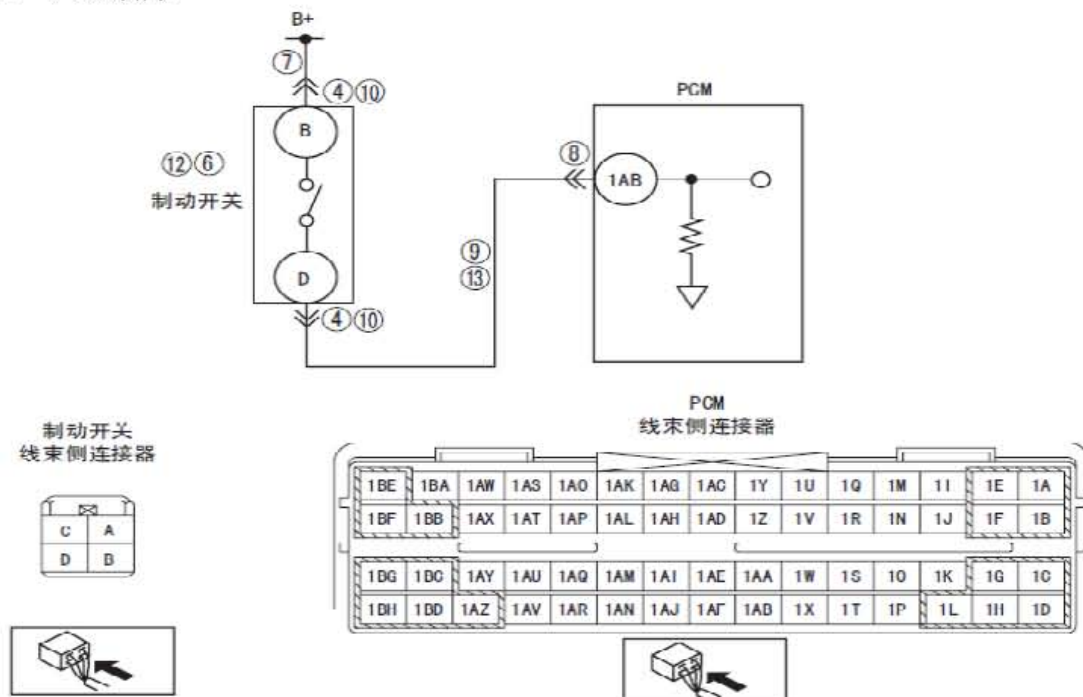 B+
⑦
④⑩
B
⑫⑥
制动开关
D
④⑩
⑨
⑬
PCM
⑧
1AB
制动开关
线束侧连接器
C A
D B
PCM
线束侧连接器
1BE 1BA 1AW 1AS 1AO 1AK 1AG 1AC 1Y 1U 1Q 1M 1I 1E 1A
1BF 1BB 1AX 1AT 1AP 1AL 1AH 1AD 1Z 1V 1R 1N 1J 1F 1B
1BG 1BC 1AY 1AU 1AQ 1AM 1AI 1AE 1AA 1W 1S 1O 1K 1G 1C
1BH 1BD 1AZ 1AV 1AR 1AN 1AJ 1AF 1AB 1X 1T 1P 1L 1H 1D